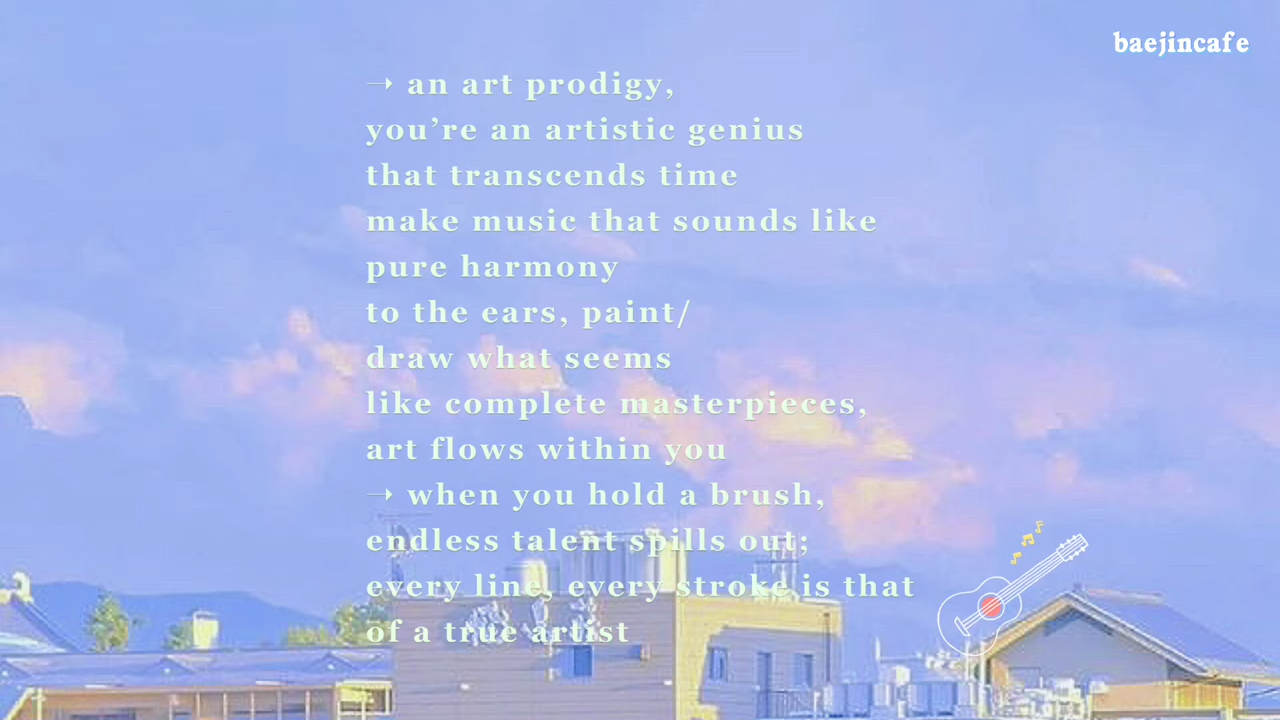 baejincafe
→ an art prodigy,
you’re an artistic genius
that transcends time
make music that sounds like
pure harmony
to the ears, paint/
draw what seems
like complete masterpieces,
art flows within you
→ when you hold a brush,
endless talent spills out;
every line, every stroke is that
of a true artist